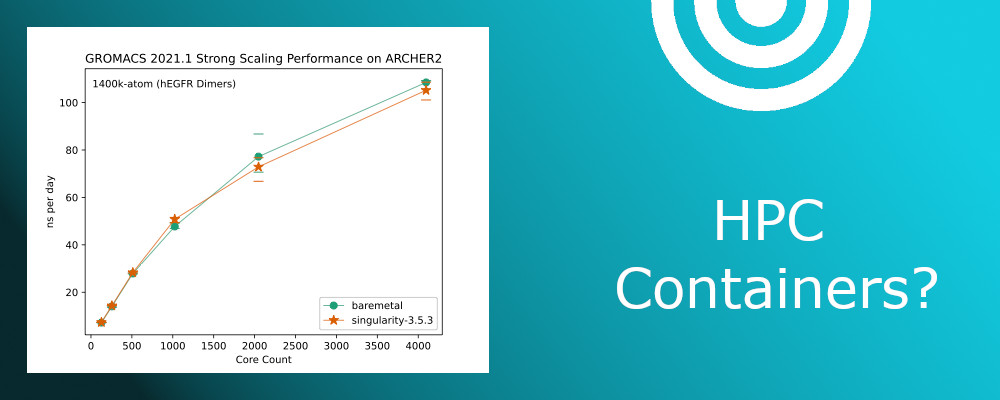 GROMACS 2021.1 Strong Scaling Performance on ARCHER2
1400k-atom (hEGFR Dimers)
100
80
60
40
20
ns per day
0 500 1000 1500 2000 2500 3000 3500 4000
Core Count
baremetal
singularity-3.5.3
HPC
Containers?